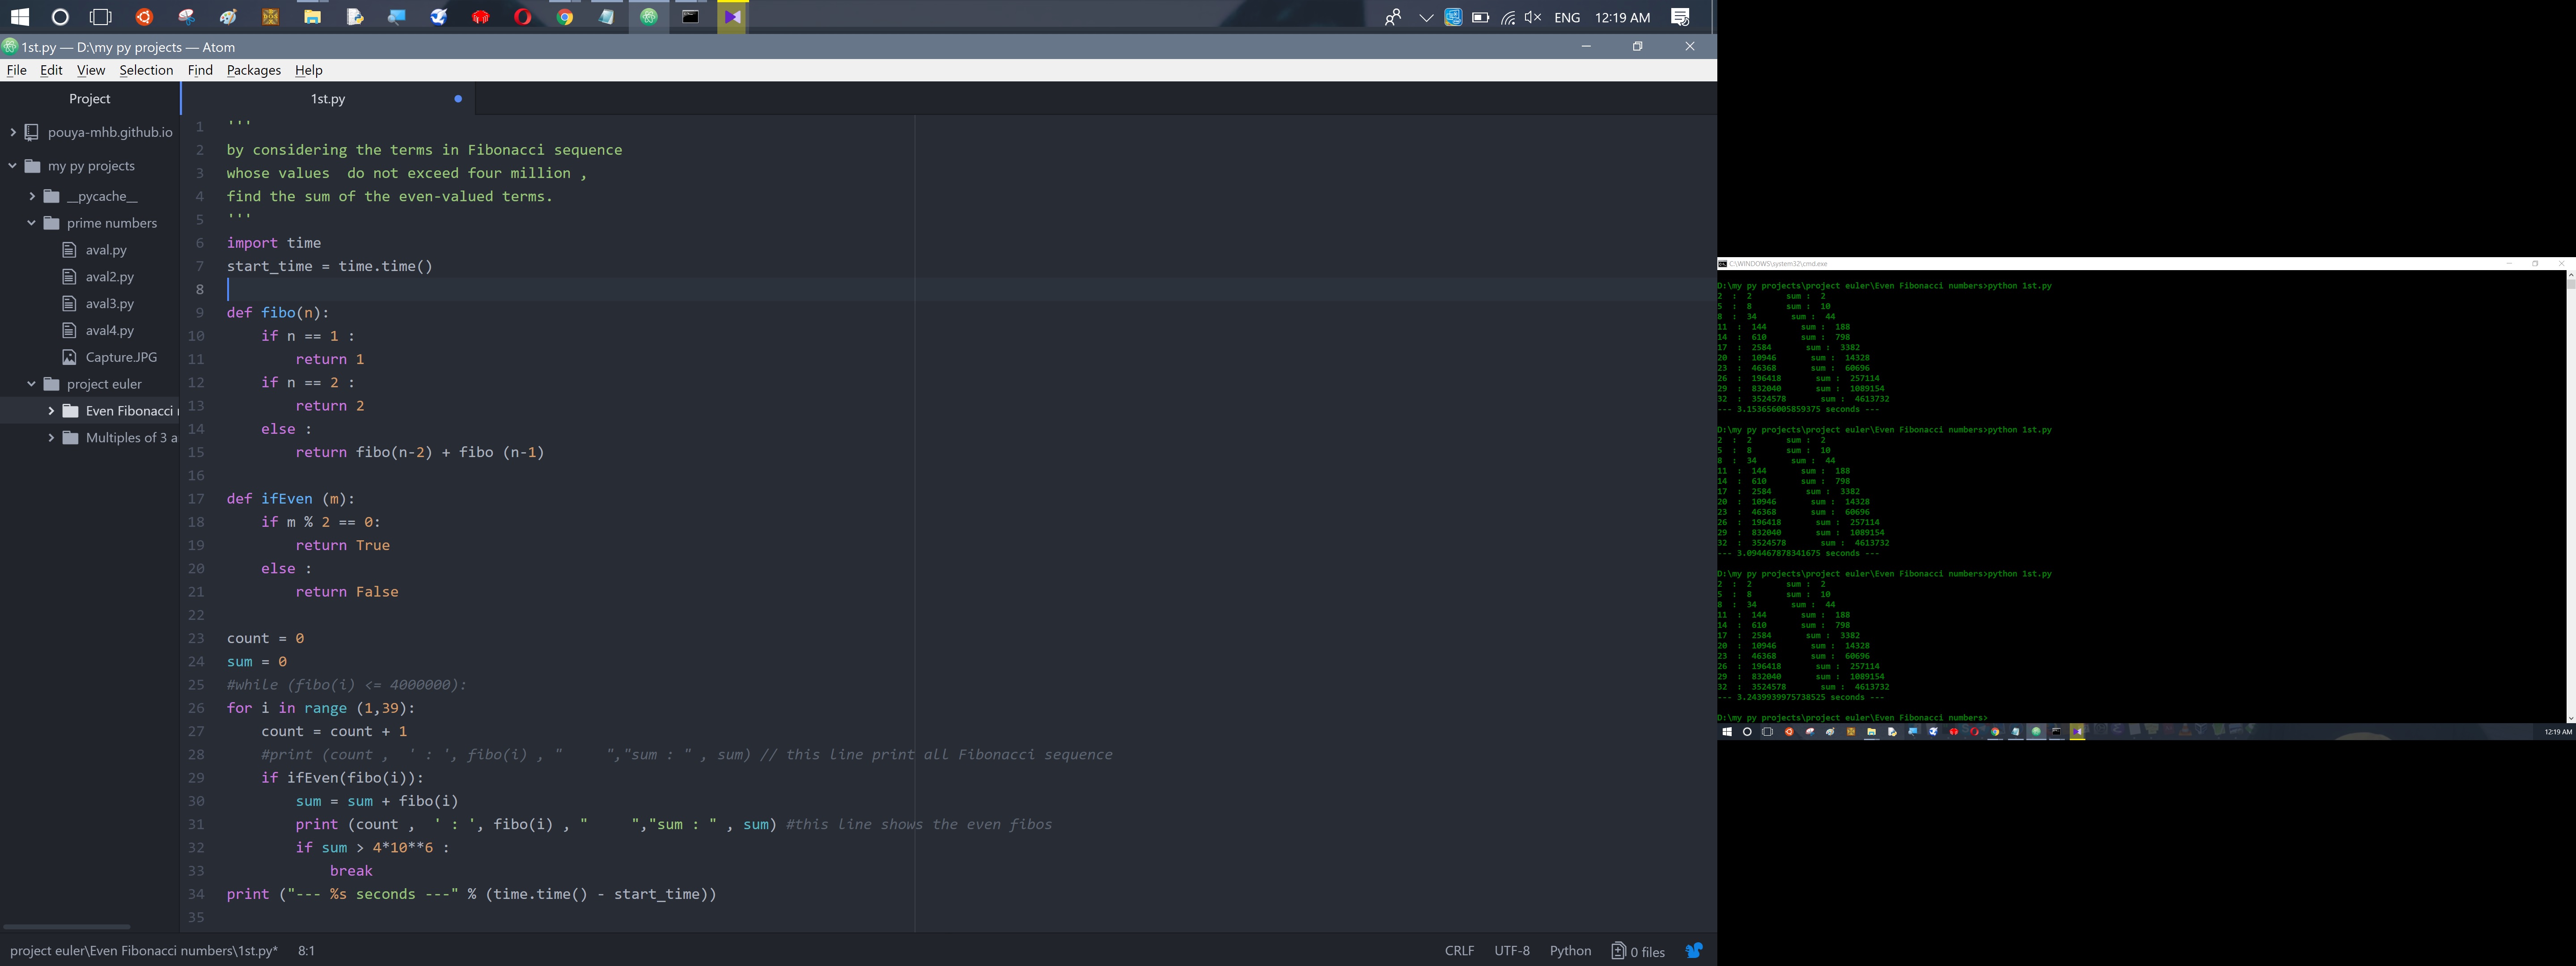 ENG 12:19 AM
1st.py — D:\my py projects — Atom
File Edit View Selection Find Packages Help
Project
pouya-mhb.github.io
my py projects
__pycache__
prime numbers
aval.py
aval2.py
aval3.py
aval4.py
Capture.JPG
project euler
Even Fibonacci
Multiples of 3 a
1st.py
1 '''
2 by considering the terms in Fibonacci sequence
3 whose values  do not exceed four million ,
4 find the sum of the even-valued terms.
5 '''
6 import time
7 start_time = time.time()
8
9 def fibo(n):
10     if n == 1 :
11         return 1
12     if n == 2 :
13         return 2
14     else :
15         return fibo(n-2) + fibo (n-1)
16
17 def ifEven (m):
18     if m % 2 == 0:
19         return True
20     else :
21         return False
22
23 count = 0
24 sum = 0
25 #while (fibo(i) <= 4000000):
26 for i in range (1,39):
27     count = count + 1
28     #print (count ,  ' : ', fibo(i) , "     ","sum : " , sum) // this line print all Fibonacci sequence
29     if ifEven(fibo(i)):
30         sum = sum + fibo(i)
31         print (count ,  ' : ', fibo(i) , "     ","sum : " , sum) #this line shows the even fibos
32         if sum > 4*10**6 :
33             break
34 print ("--- %s seconds ---" % (time.time() - start_time))
35
project euler\Even Fibonacci numbers\1st.py* 8:1
CRLF UTF-8 Python 0 files
C:\WINDOWS\system32\cmd.exe
D:\my py projects\project euler\Even Fibonacci numbers>python 1st.py
2  :  2       sum :  2
5  :  8       sum :  10
8  :  34       sum :  44
11  :  144       sum :  188
14  :  610       sum :  798
17  :  2584       sum :  3382
20  :  10946       sum :  14328
23  :  46368       sum :  60696
26  :  196418       sum :  257114
29  :  832040       sum :  1089154
32  :  3524578       sum :  4613732
--- 3.153656005859375 seconds ---
D:\my py projects\project euler\Even Fibonacci numbers>python 1st.py
2  :  2       sum :  2
5  :  8       sum :  10
8  :  34       sum :  44
11  :  144       sum :  188
14  :  610       sum :  798
17  :  2584       sum :  3382
20  :  10946       sum :  14328
23  :  46368       sum :  60696
26  :  196418       sum :  257114
29  :  832040       sum :  1089154
32  :  3524578       sum :  4613732
--- 3.094467878341675 seconds ---
D:\my py projects\project euler\Even Fibonacci numbers>python 1st.py
2  :  2       sum :  2
5  :  8       sum :  10
8  :  34       sum :  44
11  :  144       sum :  188
14  :  610       sum :  798
17  :  2584       sum :  3382
20  :  10946       sum :  14328
23  :  46368       sum :  60696
26  :  196418       sum :  257114
29  :  832040       sum :  1089154
32  :  3524578       sum :  4613732
--- 3.2439939975738525 seconds ---
D:\my py projects\project euler\Even Fibonacci numbers>
12:19 AM